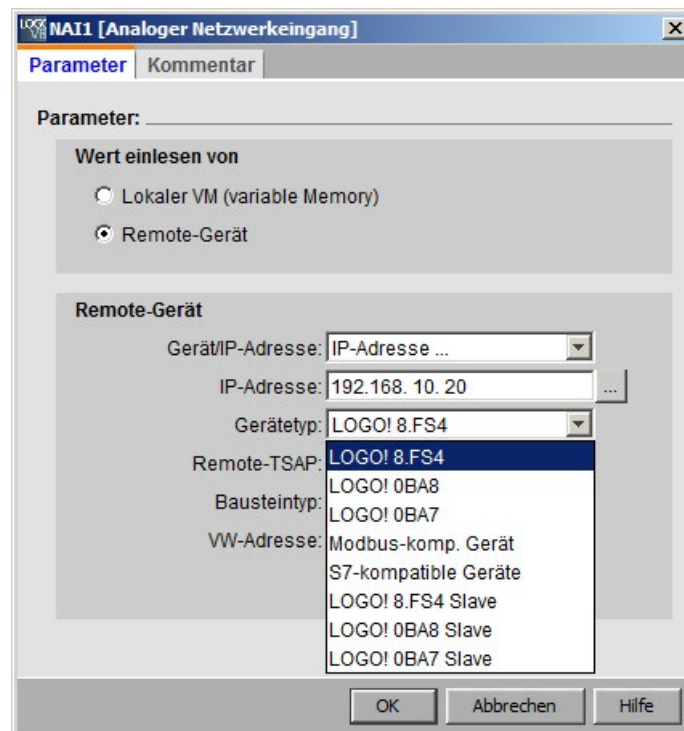 NAI1 [Analoger Netzwerkeingang]
Parameter Kommentar
Parameter:
Wert einlesen von
Lokaler VM (variable Memory)
Remote-Gerät
Remote-Gerät
Gerät/IP-Adresse: IP-Adresse ...
IP-Adresse: 192.168. 10. 20 ...
Gerätetyp: LOGO! 8.FS4
Remote-TSAP: LOGO! 8.FS4
LOGO! 0BA8
Bausteintyp: LOGO! 0BA7
VW-Adresse: Modbus-komp. Gerät
S7-kompatible Geräte
LOGO! 8.FS4 Slave
LOGO! 0BA8 Slave
LOGO! 0BA7 Slave
OK Abbrechen Hilfe